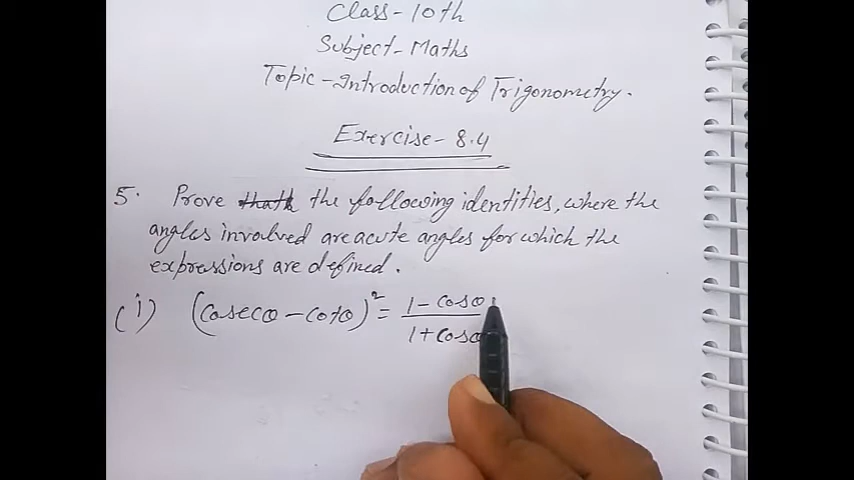 Class-10th
Subject-Maths
Topic-Introduction of Trigonometry.
Exercise-8.4
5. Prove the following identities, where the
angles involved are acute angles for which the
expressions are defined.
(i) (cosecθ - cotθ)² = 1-cosθ / 1+cosθ